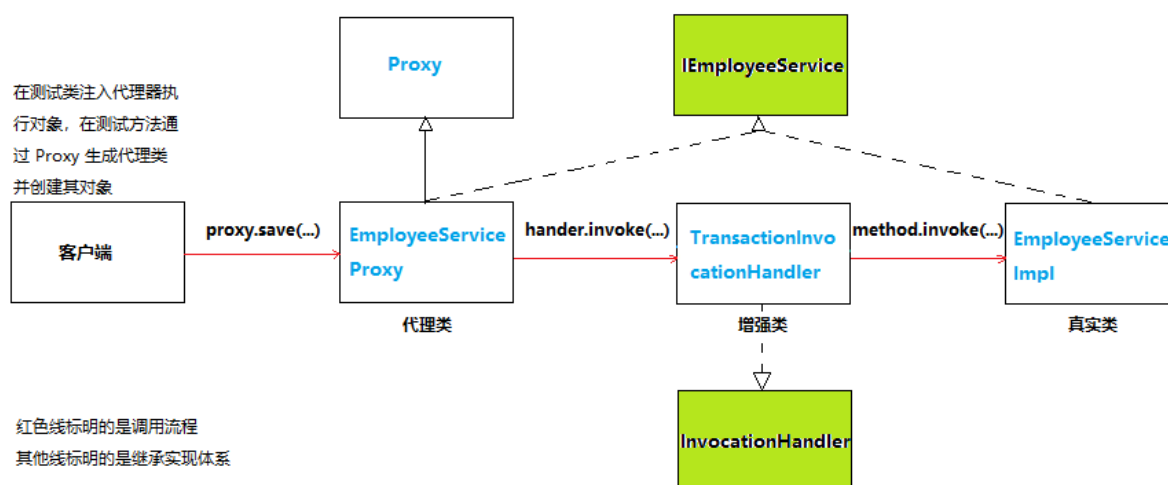 Proxy
IEmployeeService
在测试类注入代理器执
行对象，在测试方法通
过 Proxy 生成代理类
并创建其对象
客户端
proxy.save(...)
EmployeeService
Proxy
hander.invoke(...)
TransactionInvo
cationHandler
method.invoke(...)
EmployeeService
Impl
代理类
增强类
真实类
InvocationHandler
红色线标明的是调用流程
其他线标明的是继承实现体系